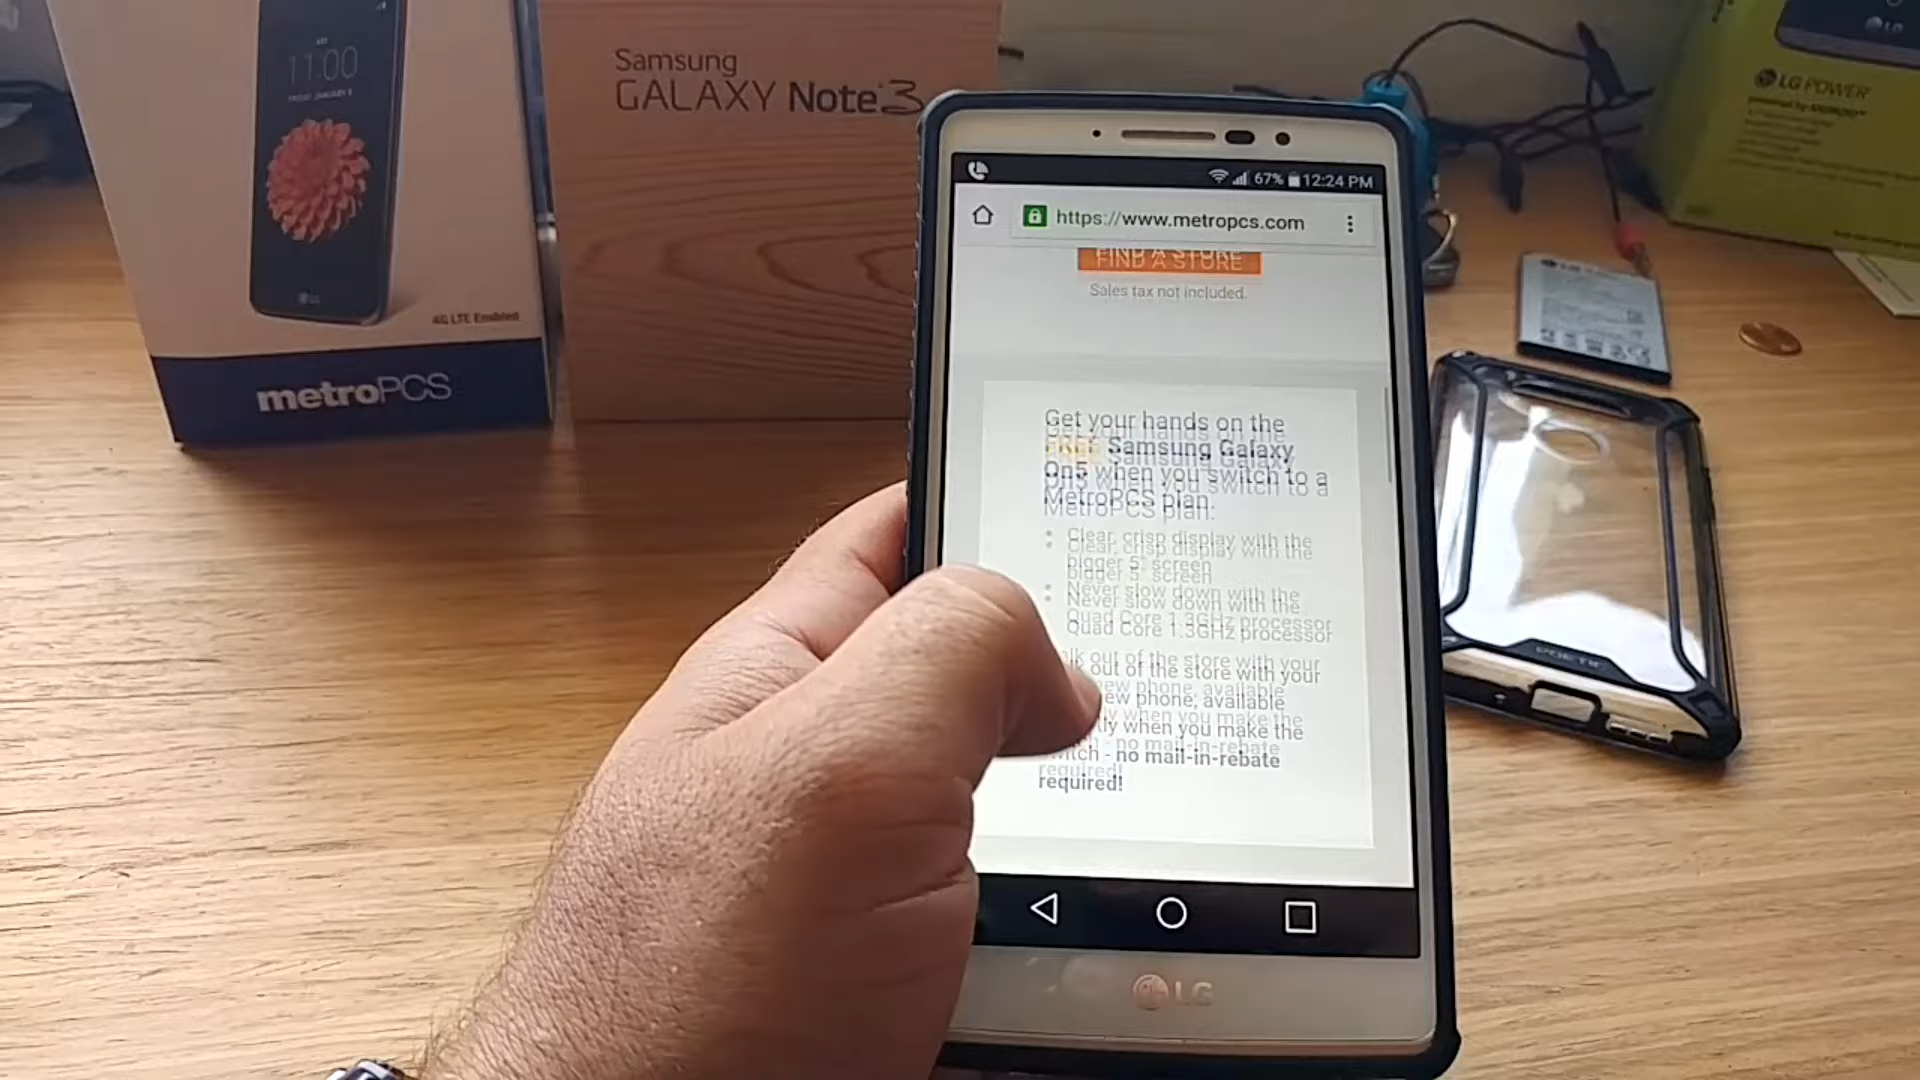 11:00
LG
4G LTE Enabled
metroPCS
Samsung
GALAXY Note 3
LG
LG POWER
67% 12:24 PM
https://www.metropcs.com
FIND A STORE
Sales tax not included.
Get your hands on the
FREE Samsung Galaxy
On5 when you switch to a
MetroPCS plan:
• Clear, crisp display with the
bigger 5" screen
• Never slow down with the
Quad Core 1.3GHz processor
out of the store with your
phone, available
when you make the
- no mail-in-rebate
required!
LG
POETIC